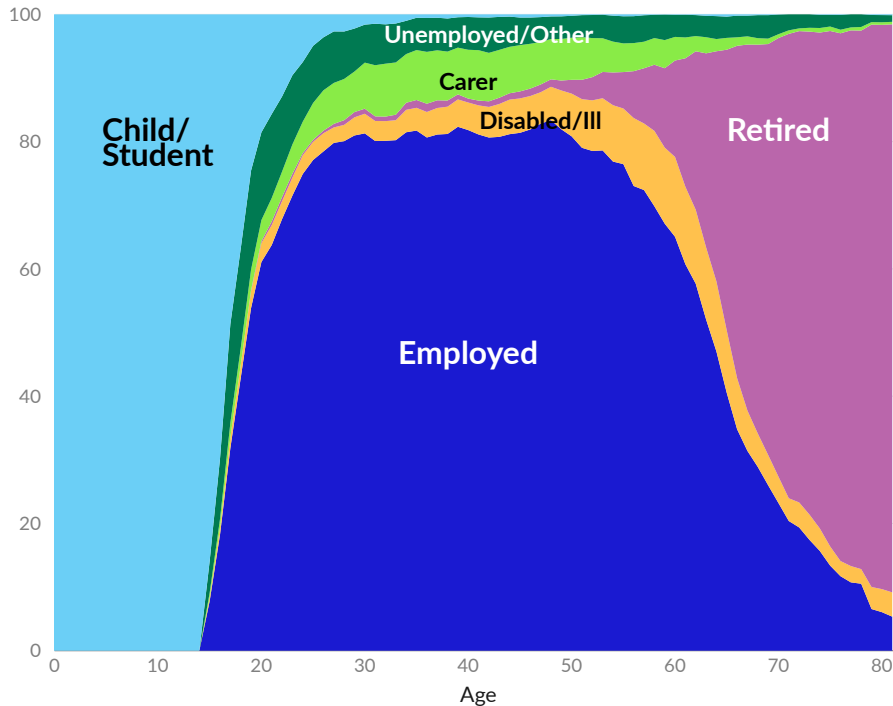 100
Unemployed/Other
Carer
Child/
Student
Disabled/Ill
Retired
80
60
Employed
40
20
0
0 10 20 30 40 50 60 70 80
Age